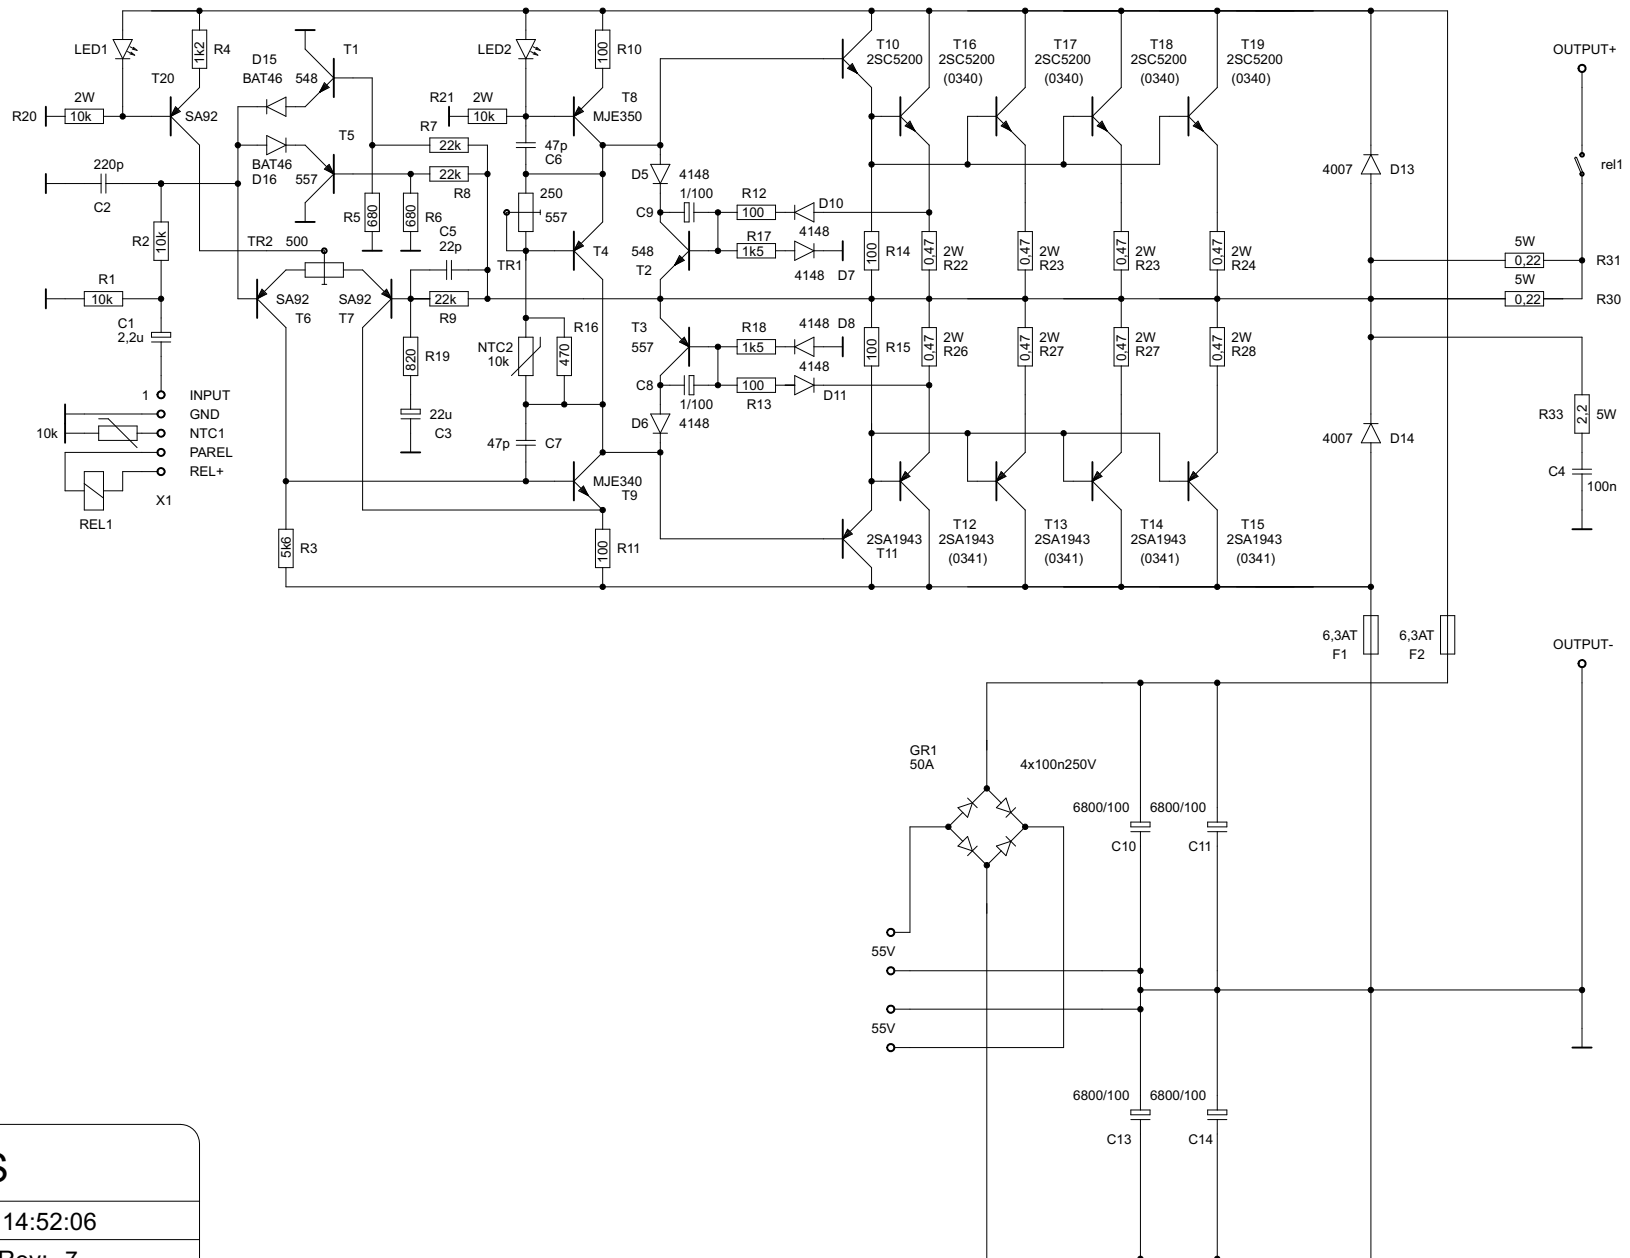 LED1
R4
1k2
T20
SA92
R20
2W
10k
D15
BAT46
548
T1
T5
BAT46
D16
557
220p
C2
R2
10k
R1
10k
C1
2,2u
TR2 500
SA92
T6
SA92
T7
R5
680
680
R6
R7
22k
22k
R8
C5
22p
22k
R9
820
R19
22u
C3
R3
5k6
1 INPUT
GND
NTC1
PAREL
REL+
10k
REL1
X1
LED2
100
R10
R21
2W
10k
T8
MJE350
47p
C6
250
557
TR1
T4
NTC2
10k
R16
470
47p C7
MJE340
T9
100
R11
D5 4148
1/100
C9
R12
100
D10
4148
548
T2
R17
1k5
4148 D7
T3
557
R18
1k5
4148 D8
4148
C8
1/100
100
R13
D11
D6 4148
T10
2SC5200
T16
2SC5200
(0340)
T17
2SC5200
(0340)
T18
2SC5200
(0340)
T19
2SC5200
(0340)
100
R14
0,47
2W
R22
0,47
2W
R23
0,47
2W
R23
0,47
2W
R24
100
R15
0,47
2W
R26
0,47
2W
R27
0,47
2W
R27
0,47
2W
R28
2SA1943
T11
T12
2SA1943
(0341)
T13
2SA1943
(0341)
T14
2SA1943
(0341)
T15
2SA1943
(0341)
4007 D13
4007 D14
OUTPUT+
rel1
5W
0,22 R31
5W
0,22 R30
R33
2,2
5W
C4
100n
6,3AT
F1
6,3AT
F2
OUTPUT-
GR1
50A
4x100n250V
6800/100
C10
6800/100
C11
55V
55V
6800/100
C13
6800/100
C14
S
14:52:06
Rev: 7